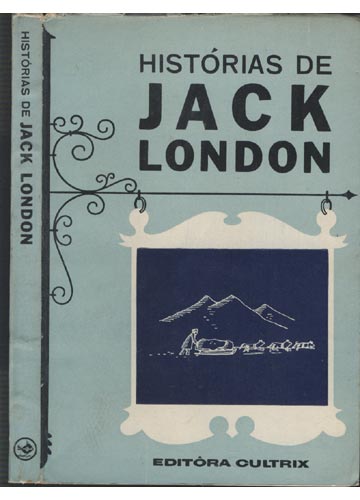 HISTÓRIAS DE JACK LONDON
HISTÓRIAS DE
JACK
LONDON
EDITÔRA CULTRIX